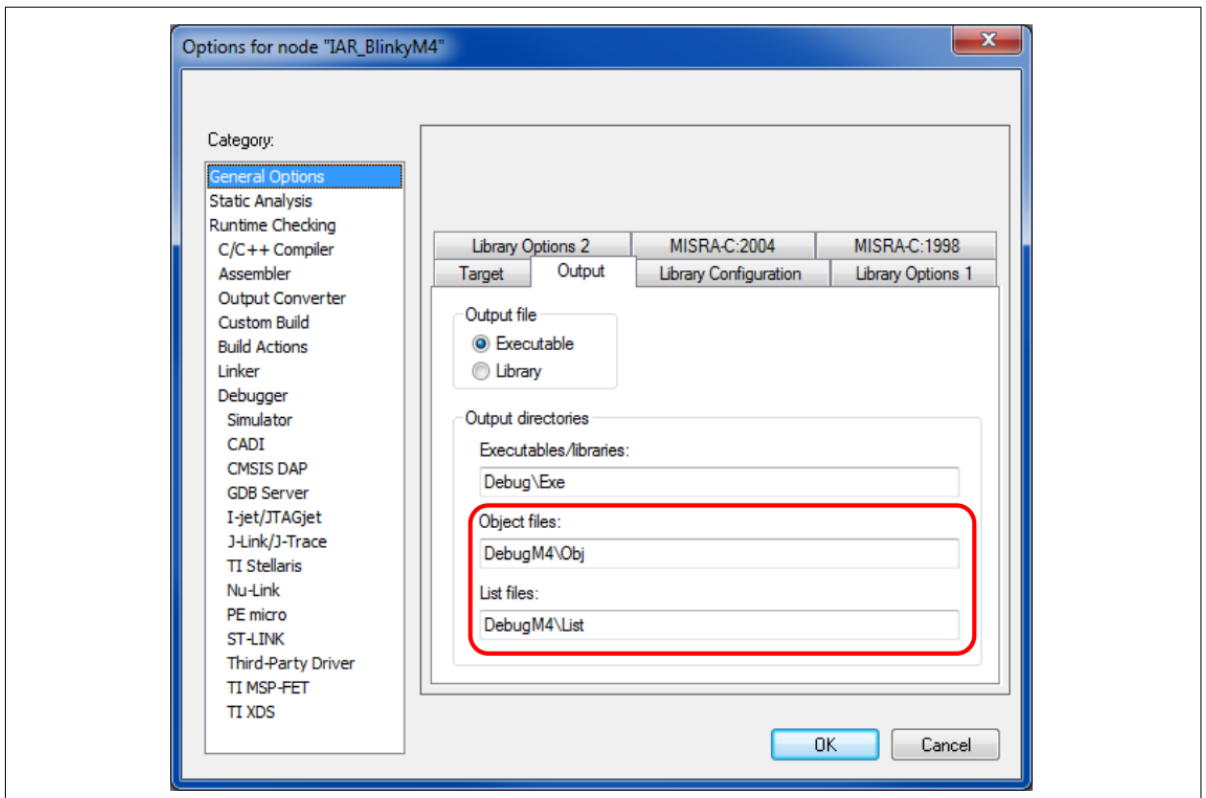 Options for node "IAR_BlinkyM4"
Category:
General Options
Static Analysis
Runtime Checking
C/C++ Compiler
Assembler
Output Converter
Custom Build
Build Actions
Linker
Debugger
Simulator
CADI
CMSIS DAP
GDB Server
I-jet/JTAGjet
J-Link/J-Trace
TI Stellaris
Nu-Link
PE micro
ST-LINK
Third-Party Driver
TI MSP-FET
TI XDS
Library Options 2 MISRA-C:2004 MISRA-C:1998
Target Output Library Configuration Library Options 1
Output file
Executable
Library
Output directories
Executables/libraries:
Debug\Exe
Object files:
DebugM4\Obj
List files:
DebugM4\List
OK Cancel